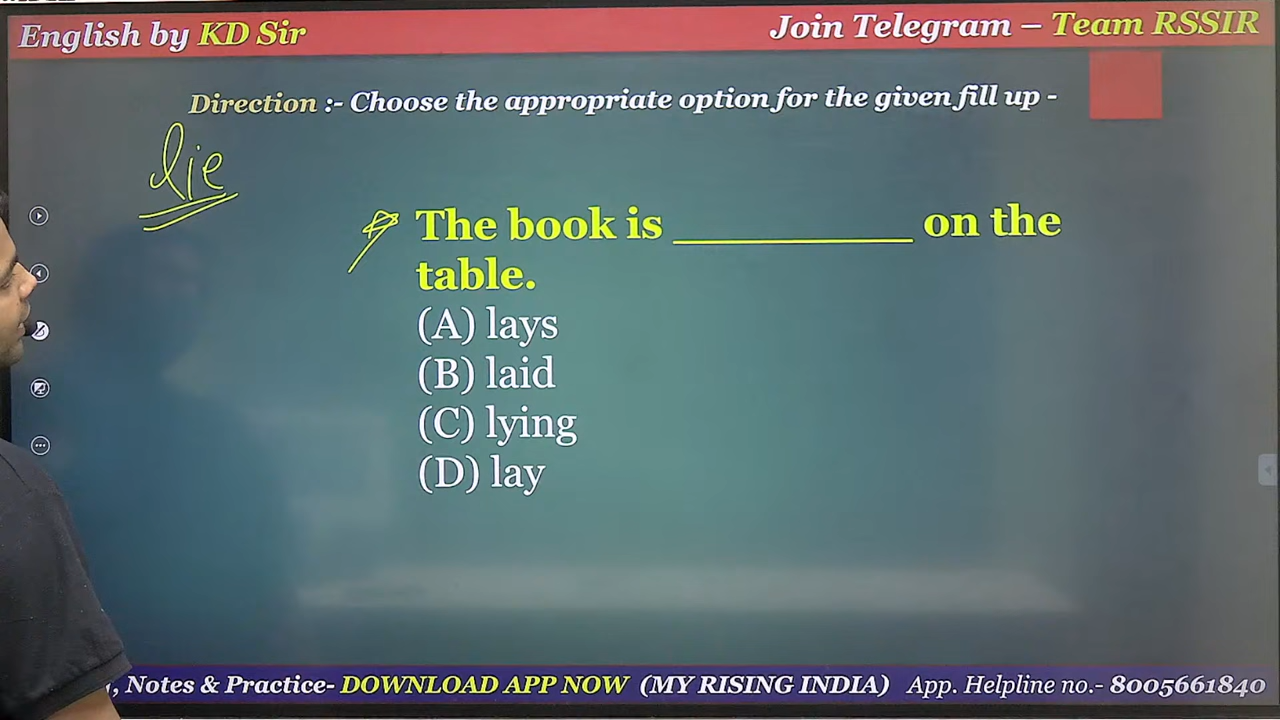 English by KD Sir
Join Telegram – Team RSSIR
Direction :- Choose the appropriate option for the given fill up -
lie
The book is __________ on the
table.
(A) lays
(B) laid
(C) lying
(D) lay
, Notes & Practice- DOWNLOAD APP NOW (MY RISING INDIA) App. Helpline no.- 8005661840